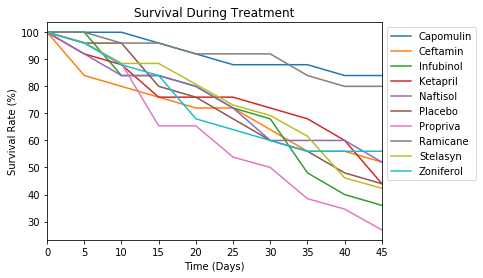 Survival During Treatment
100
90
80
70
60
50
40
30
Survival Rate (%)
0 5 10 15 20 25 30 35 40 45
Time (Days)
Capomulin
Ceftamin
Infubinol
Ketapril
Naftisol
Placebo
Propriva
Ramicane
Stelasyn
Zoniferol